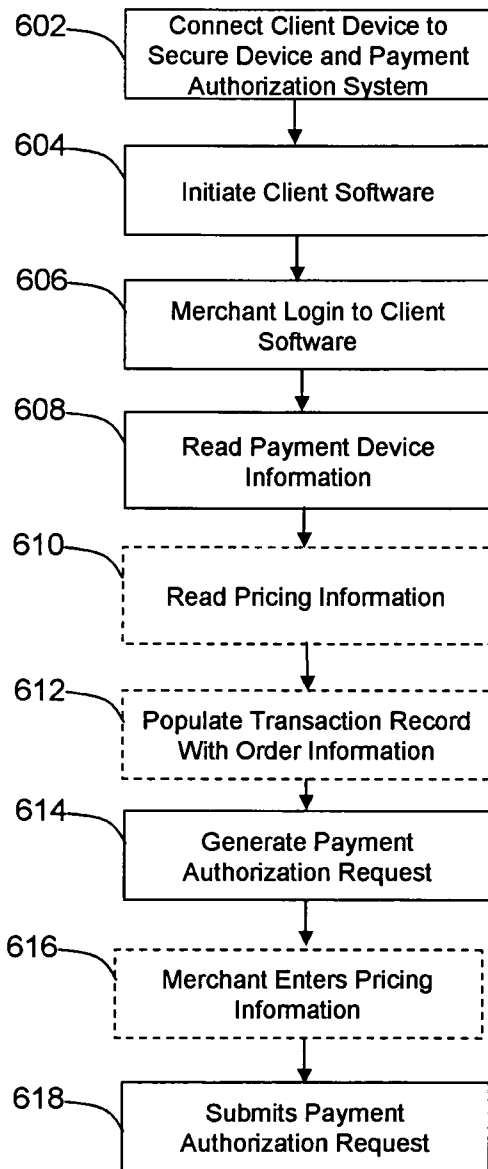 602
Connect Client Device to
Secure Device and Payment
Authorization System
604
Initiate Client Software
606
Merchant Login to Client
Software
608
Read Payment Device
Information
610
Read Pricing Information
612
Populate Transaction Record
With Order Information
614
Generate Payment
Authorization Request
616
Merchant Enters Pricing
Information
618
Submits Payment
Authorization Request